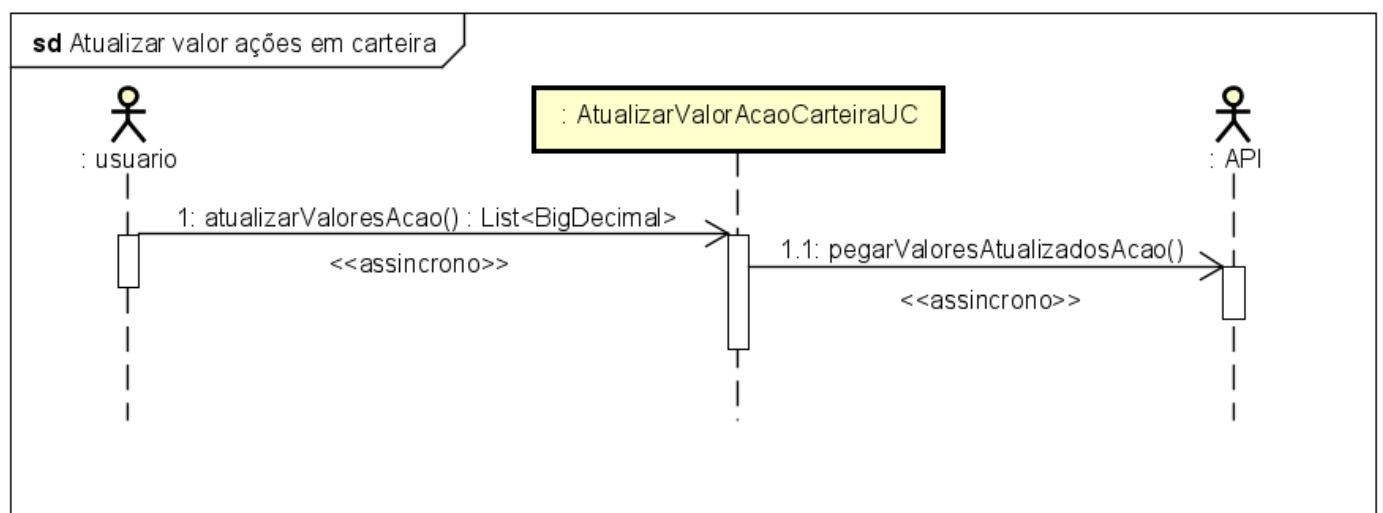 sd Atualizar valor ações em carteira
: usuario
: AtualizarValorAcaoCarteiraUC
: API
1: atualizarValoresAcao() : List<BigDecimal>
<<assincrono>>
1.1: pegarValoresAtualizadosAcao()
<<assincrono>>